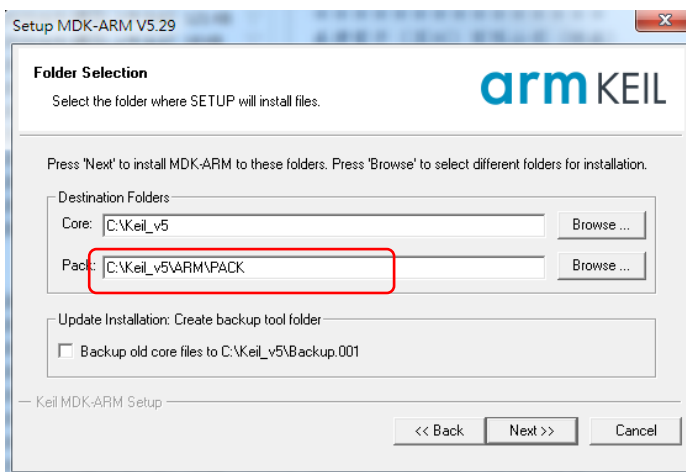 Setup MDK-ARM V5.29
Folder Selection
Select the folder where SETUP will install files.
arm KEIL
Press 'Next' to install MDK-ARM to these folders. Press 'Browse' to select different folders for installation.
Destination Folders
Core: C:\Keil_v5 Browse ...
Pack: C:\Keil_v5\ARM\PACK Browse ...
Update Installation: Create backup tool folder
Backup old core files to C:\Keil_v5\Backup.001
Keil MDK-ARM Setup
<< Back Next >> Cancel